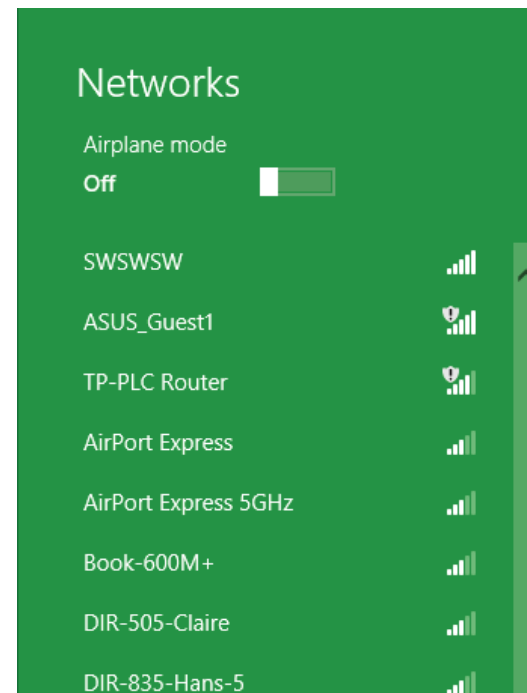 Networks
Airplane mode
Off
SWSWSW
ASUS_Guest1
TP-PLC Router
AirPort Express
AirPort Express 5GHz
Book-600M+
DIR-505-Claire
DIR-835-Hans-5